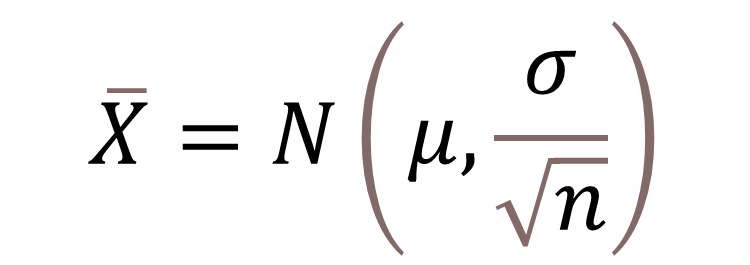 X̄ = N(μ, σ/√n)